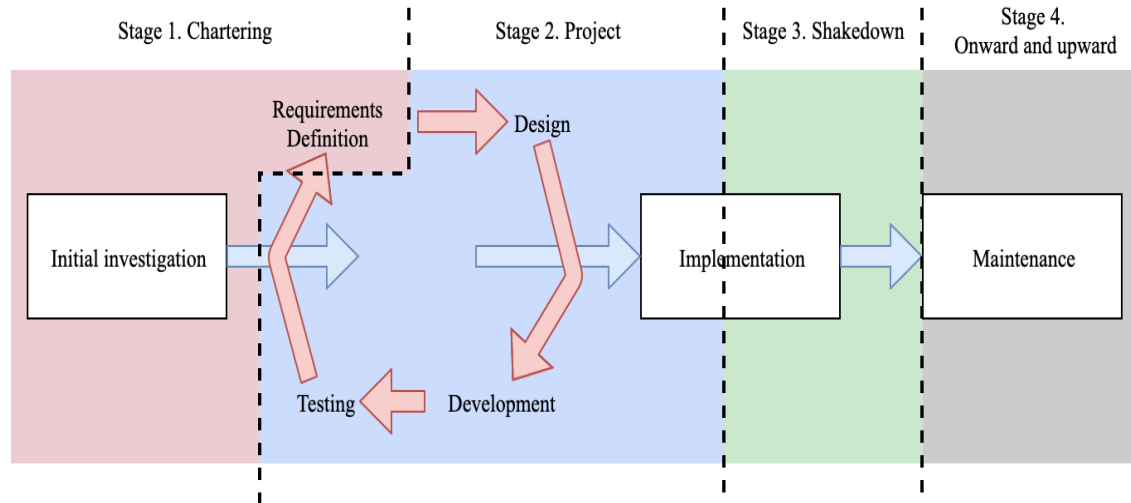 Stage 1. Chartering
Stage 2. Project
Stage 3. Shakedown
Stage 4.
Onward and upward
Requirements
Definition
Design
Initial investigation
Implementation
Maintenance
Testing
Development